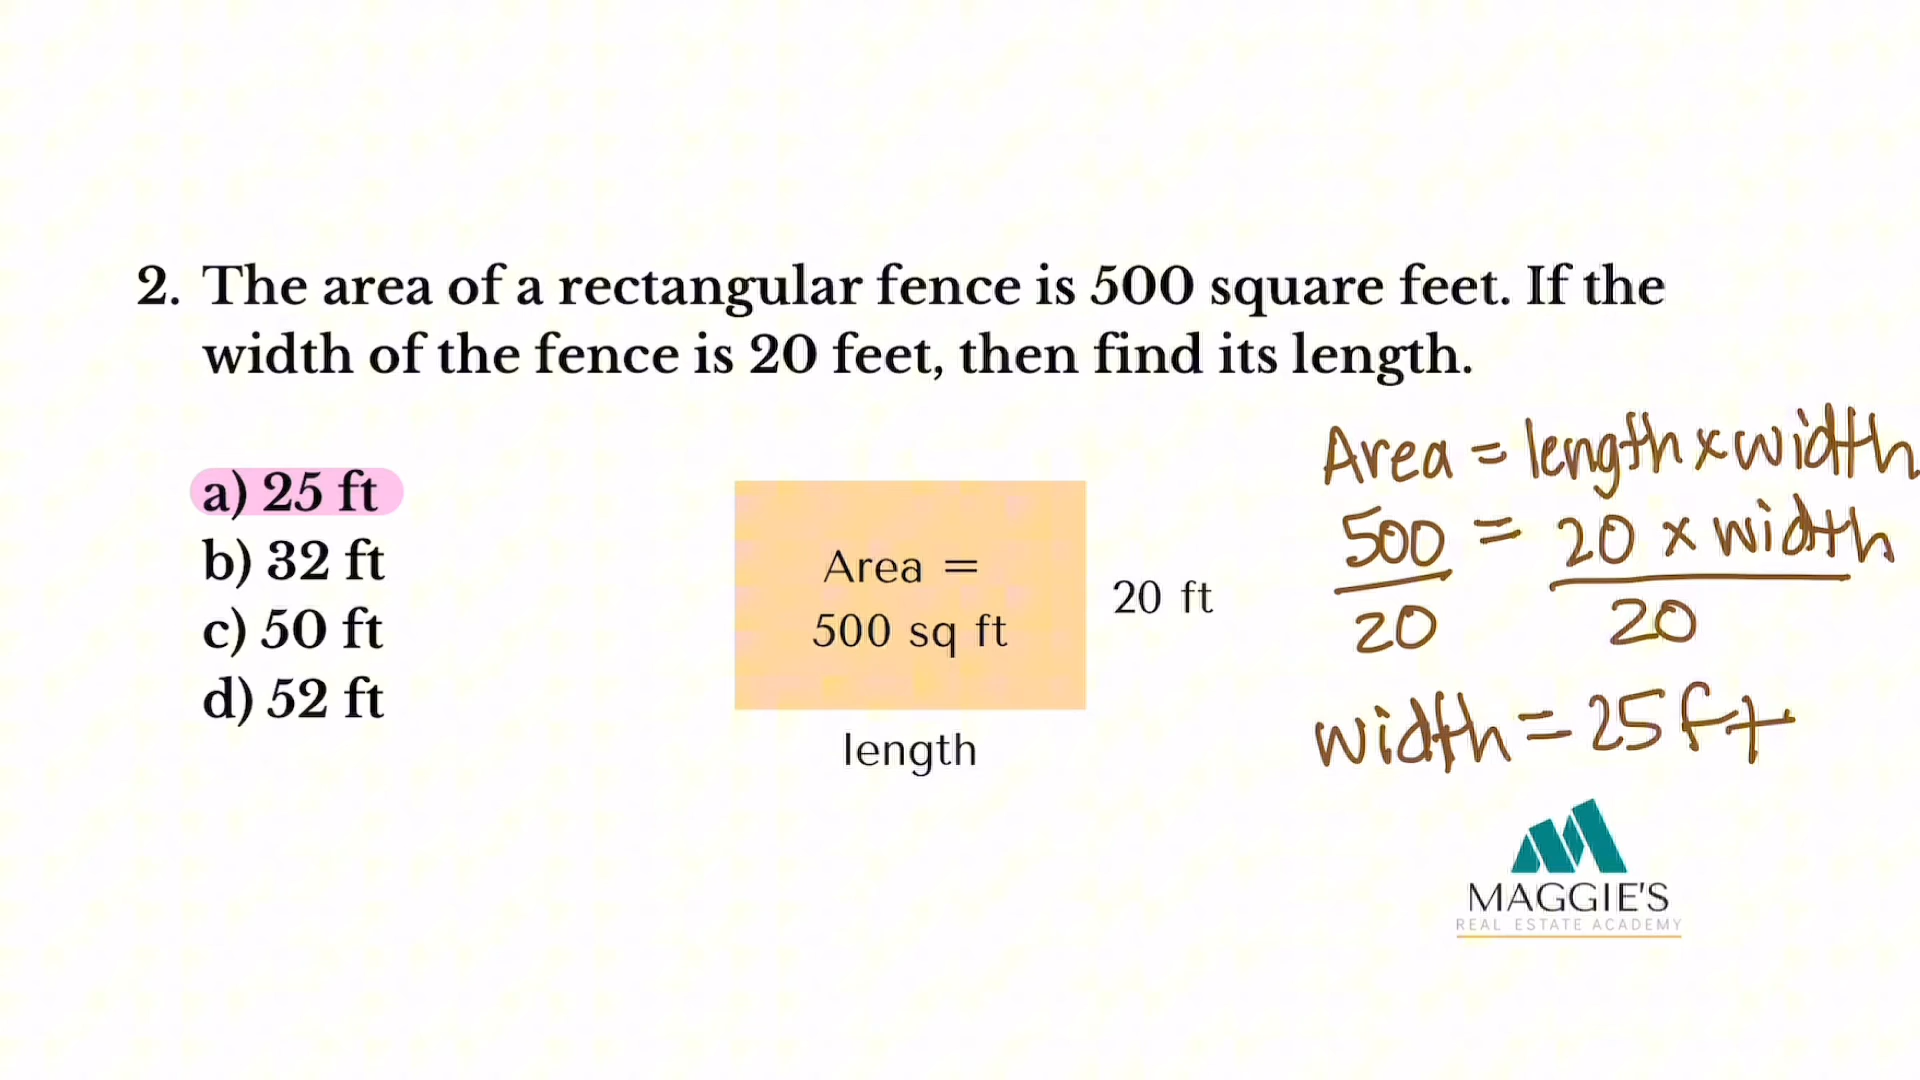 2. The area of a rectangular fence is 500 square feet. If the
width of the fence is 20 feet, then find its length.
a) 25 ft
b) 32 ft
c) 50 ft
d) 52 ft
Area =
500 sq ft
20 ft
length
Area = length x width
500 = 20 x width
20 20
width = 25 ft
MAGGIE'S
REAL ESTATE ACADEMY